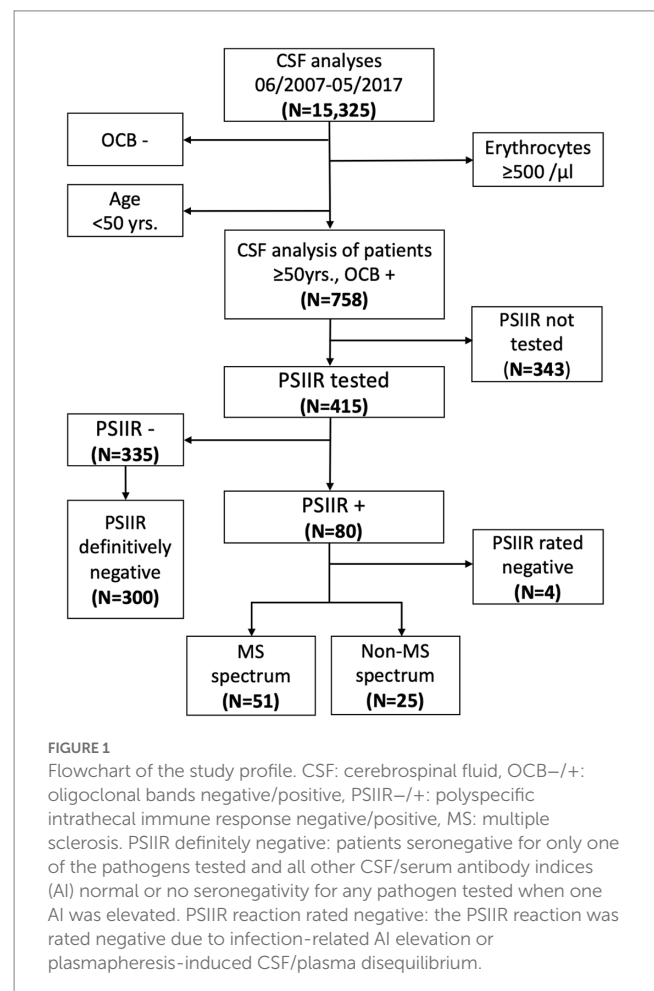 CSF analyses
06/2007-05/2017
(N=15,325)
OCB -
Erythrocytes
≥500 /µl
Age
<50 yrs.
CSF analysis of patients
≥50yrs., OCB +
(N=758)
PSIIR not
tested
(N=343)
PSIIR tested
(N=415)
PSIIR -
(N=335)
PSIIR
definitively
negative
(N=300)
PSIIR +
(N=80)
PSIIR rated
negative
(N=4)
MS
spectrum
(N=51)
Non-MS
spectrum
(N=25)
FIGURE 1
Flowchart of the study profile. CSF: cerebrospinal fluid, OCB−/+:
oligoclonal bands negative/positive, PSIIR−/+: polyspecific
intrathecal immune response negative/positive, MS: multiple
sclerosis. PSIIR definitely negative: patients seronegative for only one
of the pathogens tested and all other CSF/serum antibody indices
(AI) normal or no seronegativity for any pathogen tested when one
AI was elevated. PSIIR reaction rated negative: the PSIIR reaction was
rated negative due to infection-related AI elevation or
plasmapheresis-induced CSF/plasma disequilibrium.